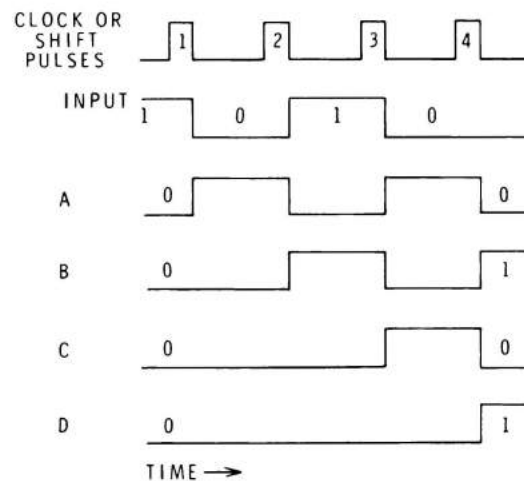 CLOCK OR
SHIFT
PULSES
1 2 3 4
INPUT
1 0 1 0
A
0 0
B
0 1
C
0 0
D
0 1
TIME →